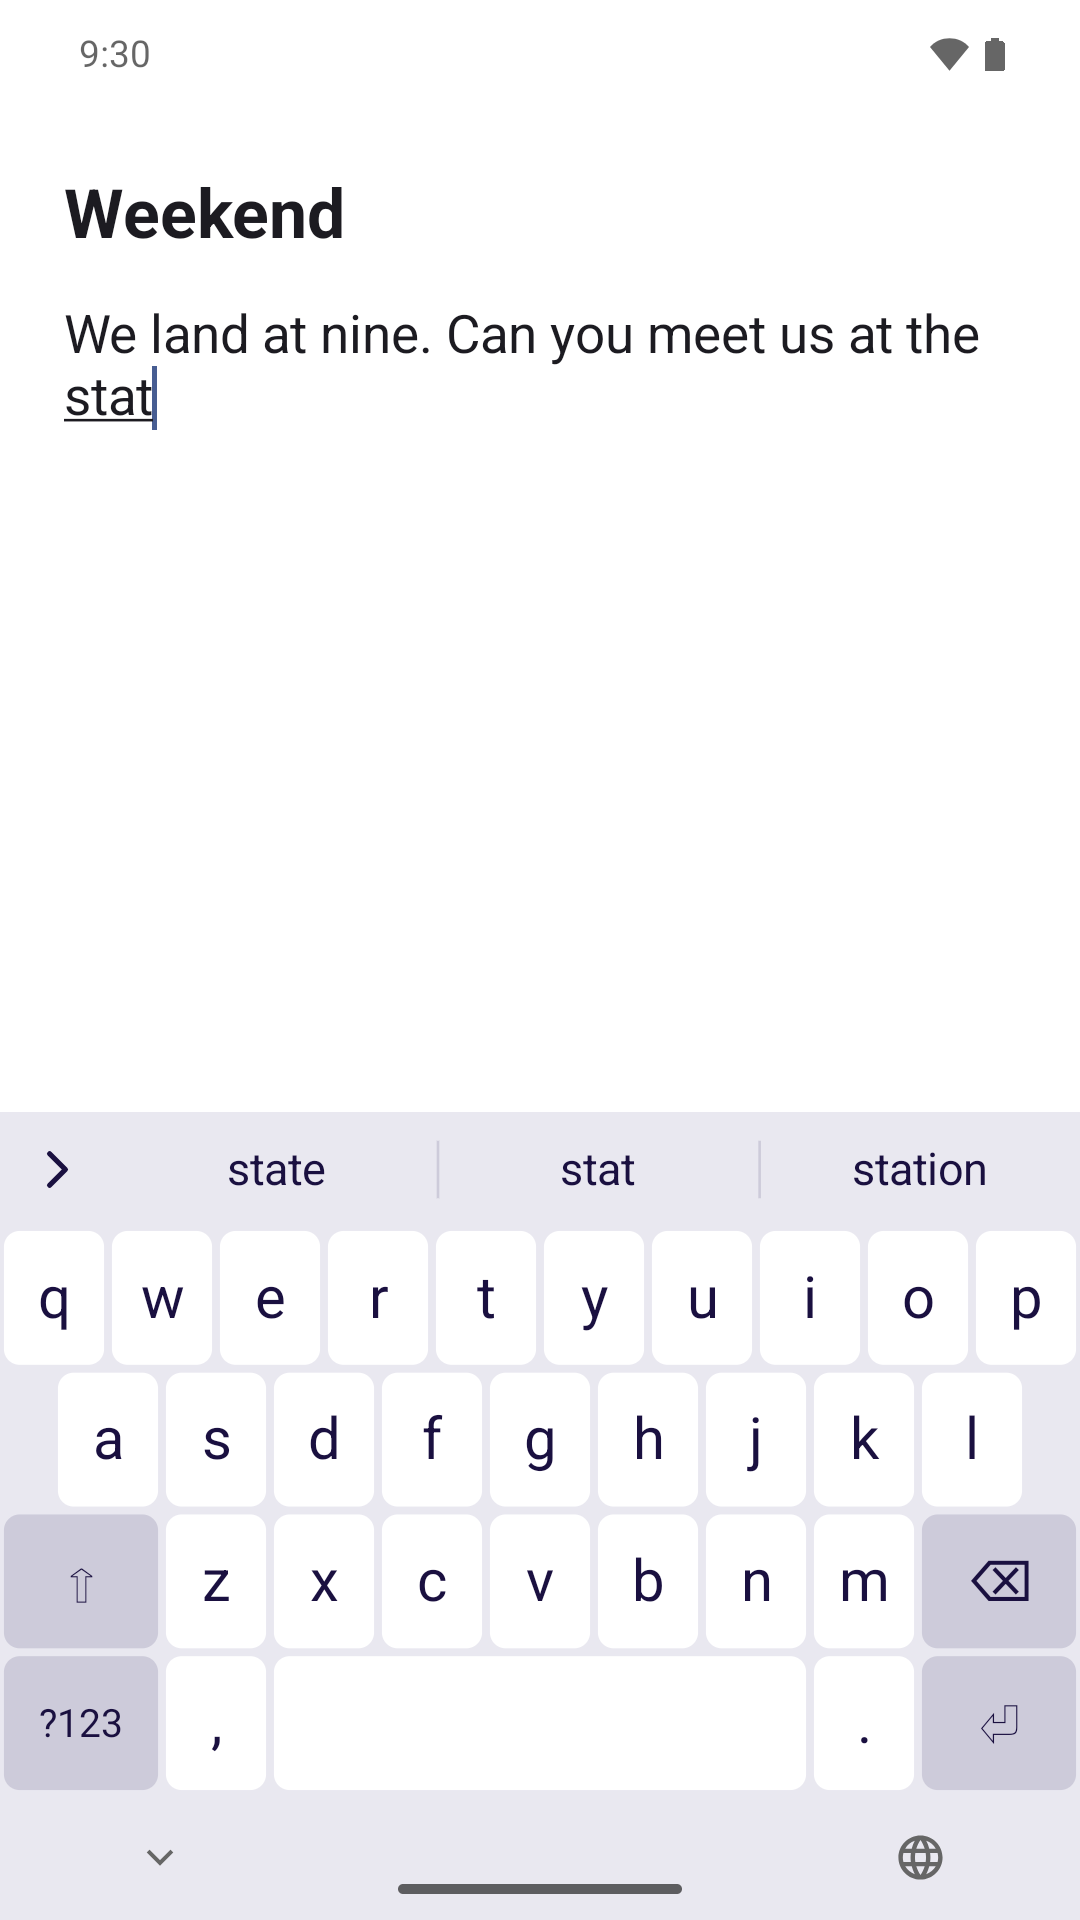 9:30
Weekend
We land at nine. Can you meet us at the
stat
state stat station
q w e r t y u i o p
a s d f g h j k l
z x c v b n m
?123 , .